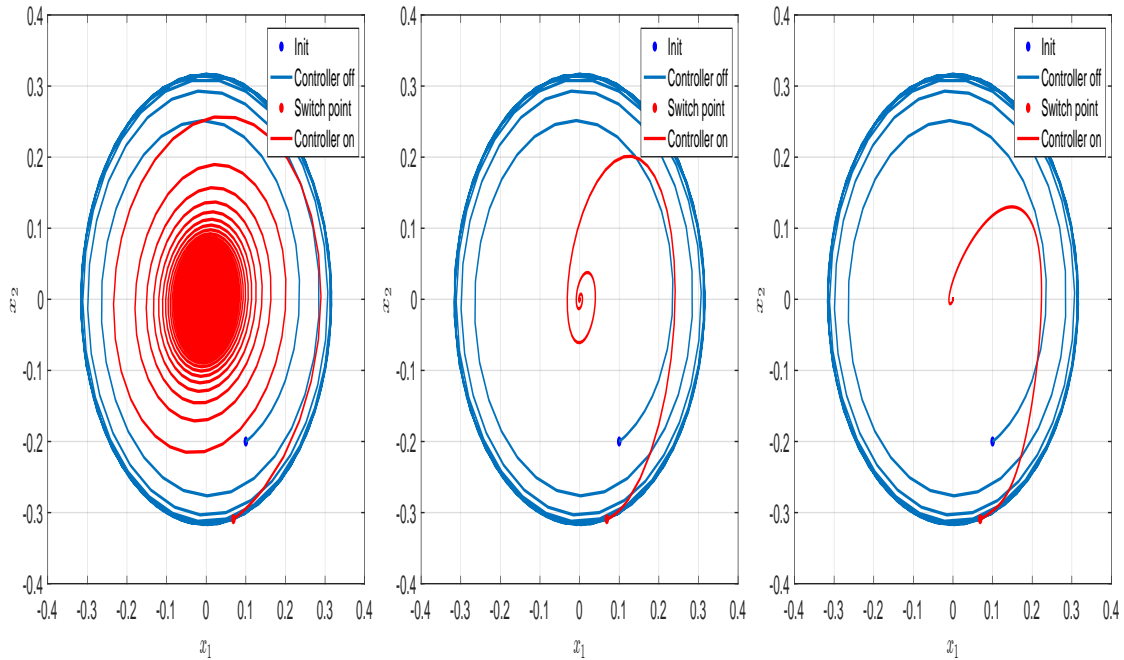 0.4
0.3
0.2
0.1
0
-0.1
-0.2
-0.3
-0.4
x2
-0.4 -0.3 -0.2 -0.1 0 0.1 0.2 0.3 0.4
x1
Init
Controller off
Switch point
Controller on
0.4
0.3
0.2
0.1
0
-0.1
-0.2
-0.3
-0.4
x2
-0.4 -0.3 -0.2 -0.1 0 0.1 0.2 0.3 0.4
x1
Init
Controller off
Switch point
Controller on
0.4
0.3
0.2
0.1
0
-0.1
-0.2
-0.3
-0.4
x2
-0.4 -0.3 -0.2 -0.1 0 0.1 0.2 0.3 0.4
x1
Init
Controller off
Switch point
Controller on